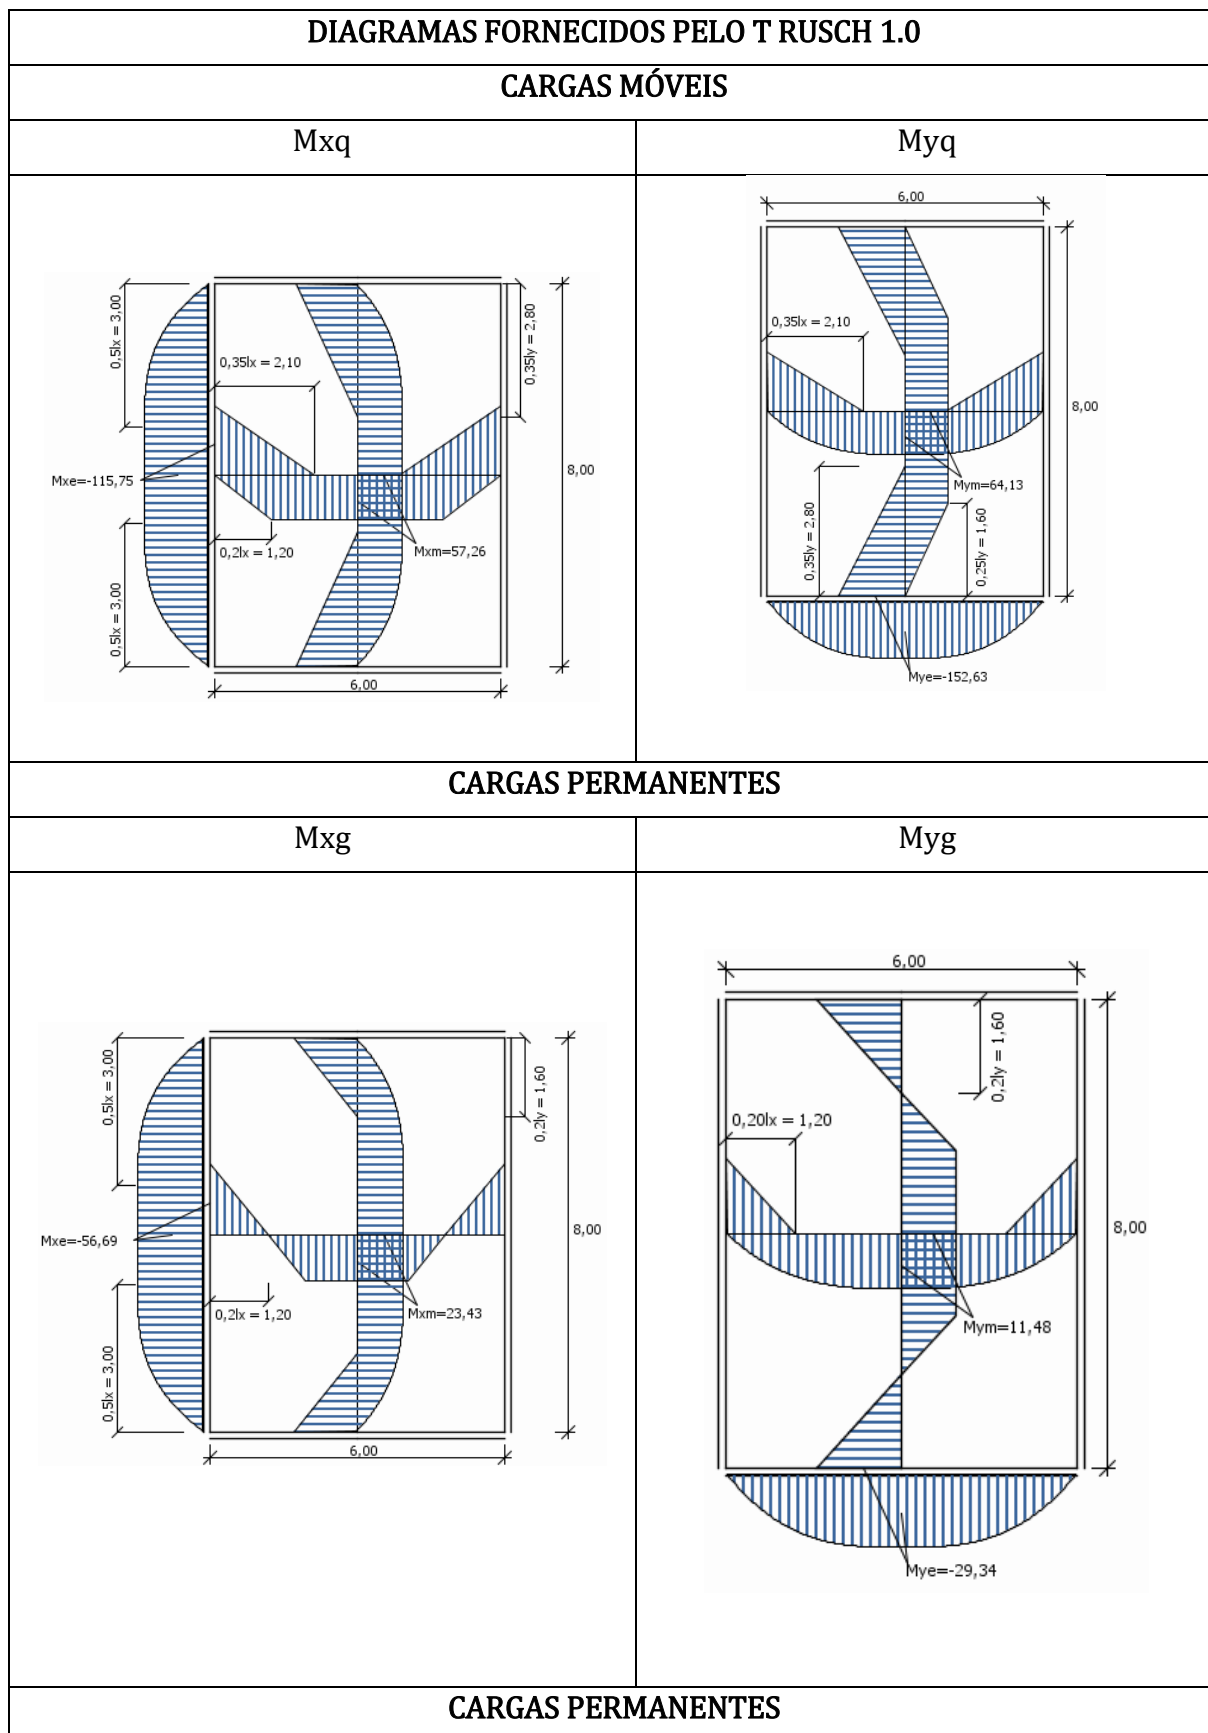 DIAGRAMAS FORNECIDOS PELO T RUSCH 1.0
CARGAS MÓVEIS
Mxq
Myq
0,5lx = 3,00
0,35lx = 2,10
0,35ly = 2,80
8,00
Mxe=-115,75
0,2lx = 1,20
Mxm=57,26
0,5lx = 3,00
6,00
6,00
0,35lx = 2,10
8,00
Mym=64,13
0,35ly = 2,80
0,25ly = 1,60
Mye=-152,63
CARGAS PERMANENTES
Mxg
Myg
0,5lx = 3,00
0,2ly = 1,60
8,00
Mxe=-56,69
0,2lx = 1,20
Mxm=23,43
0,5lx = 3,00
6,00
6,00
0,2ly = 1,60
0,20lx = 1,20
8,00
Mym=11,48
Mye=-29,34
CARGAS PERMANENTES